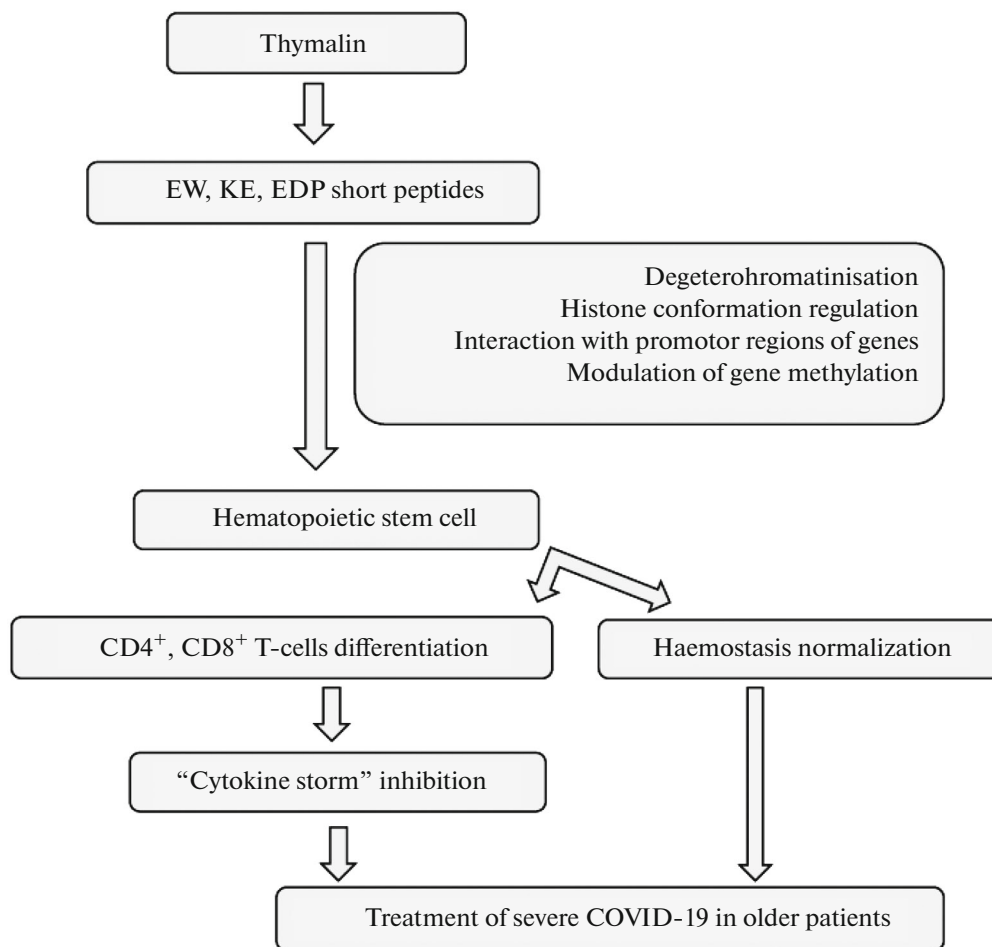 Thymalin
EW, KE, EDP short peptides
Degeterohromatinisation
Histone conformation regulation
Interaction with promotor regions of genes
Modulation of gene methylation
Hematopoietic stem cell
CD4⁺, CD8⁺ T-cells differentiation
Haemostasis normalization
“Cytokine storm” inhibition
Treatment of severe COVID-19 in older patients